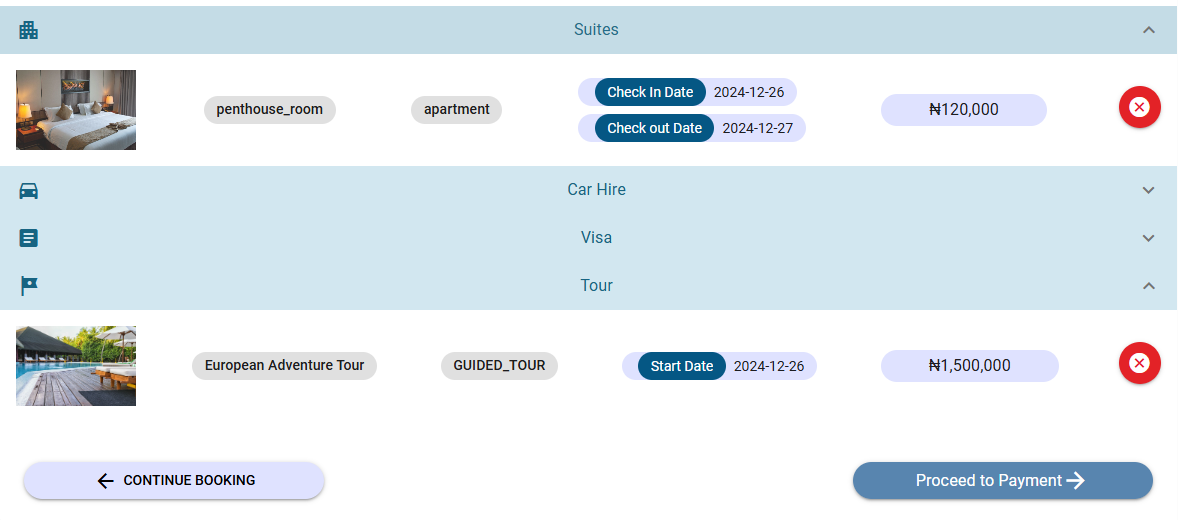 Suites
penthouse_room
apartment
Check In Date 2024-12-26
Check out Date 2024-12-27
₦120,000
Car Hire
Visa
Tour
European Adventure Tour
GUIDED_TOUR
Start Date 2024-12-26
₦1,500,000
CONTINUE BOOKING
Proceed to Payment